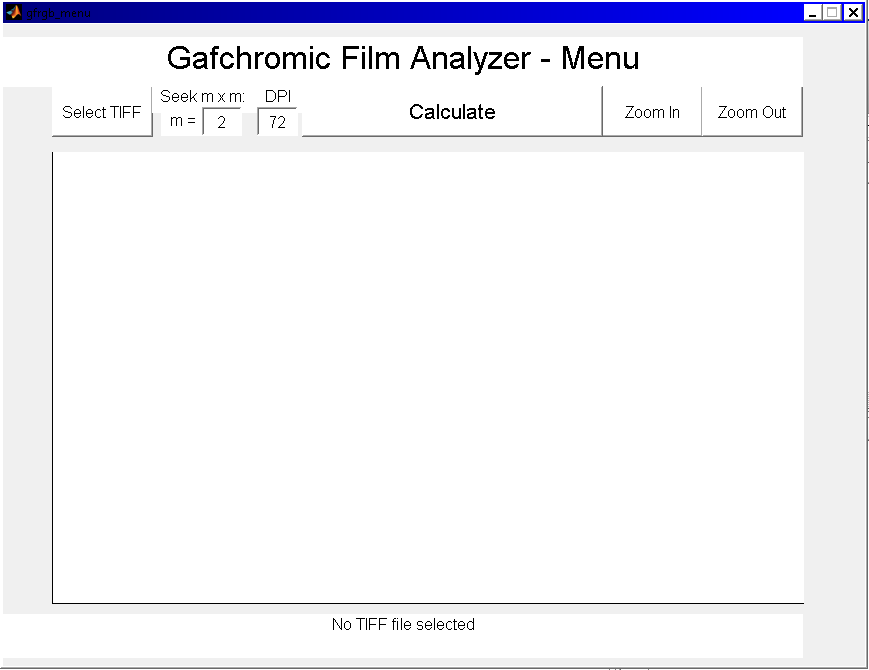 Gafchromic Film Analyzer - Menu
Select TIFF
Seek m x m:
m = 2
DPI
72
Calculate
Zoom In
Zoom Out
No TIFF file selected